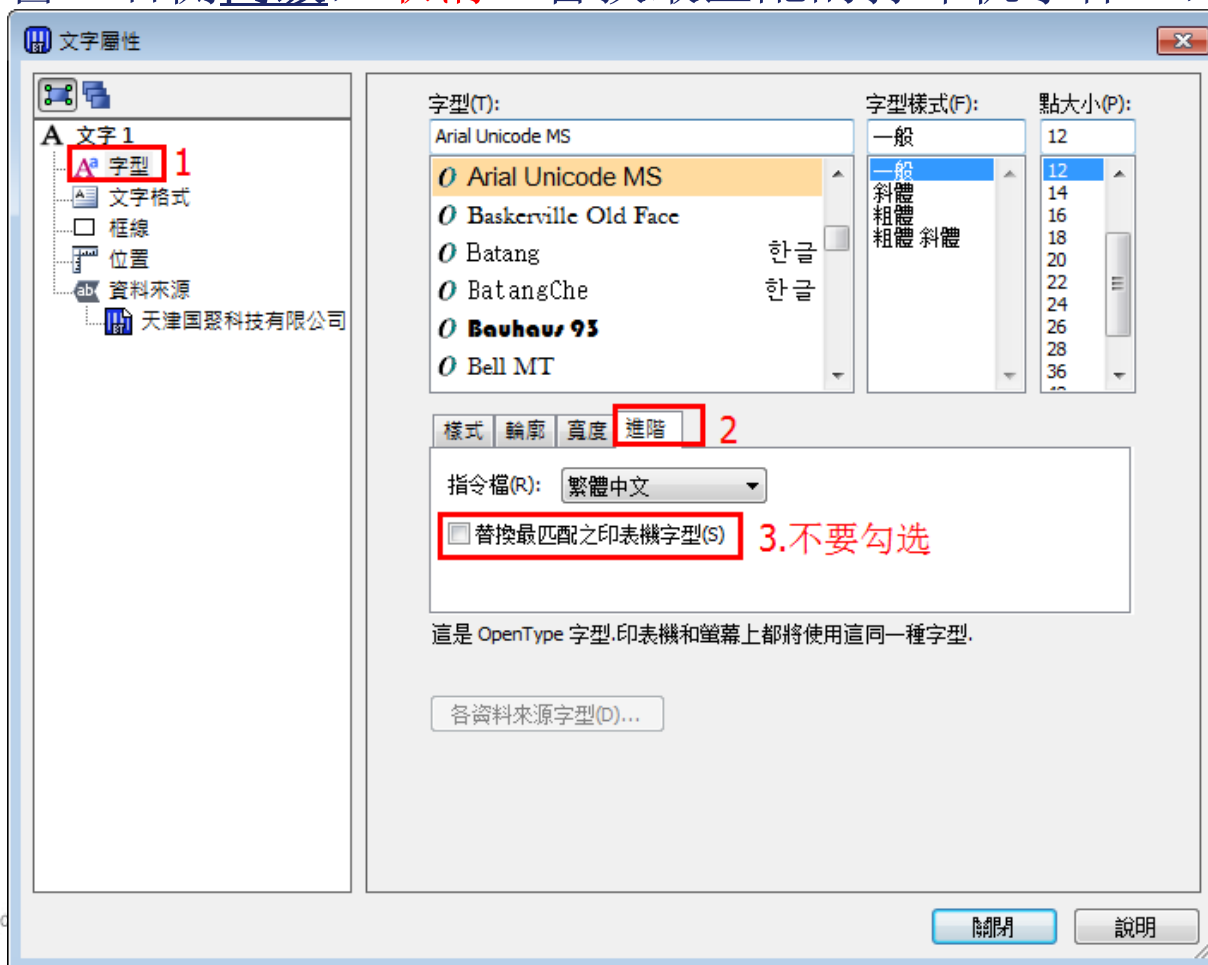 文字屬性
字型(T):
字型樣式(F):
點大小(P):
A 文字 1
Arial Unicode MS
一般
12
字型
1
文字格式
框線
位置
資料來源
天津国聚科技有限公司
Arial Unicode MS
Baskerville Old Face
Batang 한글
BatangChe 한글
Bauhaus 93
Bell MT
一般
斜體
粗體
粗體 斜體
12
14
16
18
20
22
24
26
28
36
樣式 輪廓 寬度 進階
2
指令檔(R): 繁體中文
替換最匹配之印表機字型(S)
3.不要勾选
這是 OpenType 字型.印表機和螢幕上都將使用這同一種字型.
各資料來源字型(D)...
關閉
說明